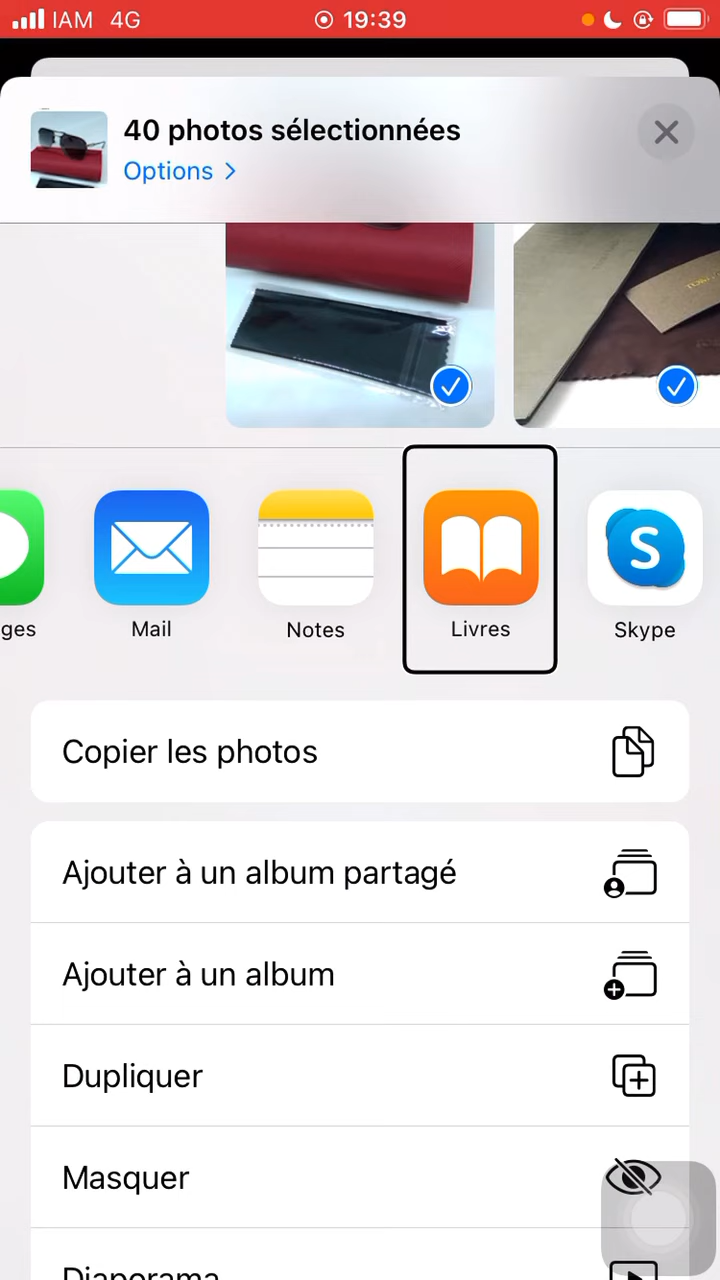 IAM 4G 19:39
40 photos sélectionnées
Options
ges
Mail
Notes
Livres
S
Skype
Copier les photos
Ajouter à un album partagé
Ajouter à un album
Dupliquer
Masquer
Diaporama